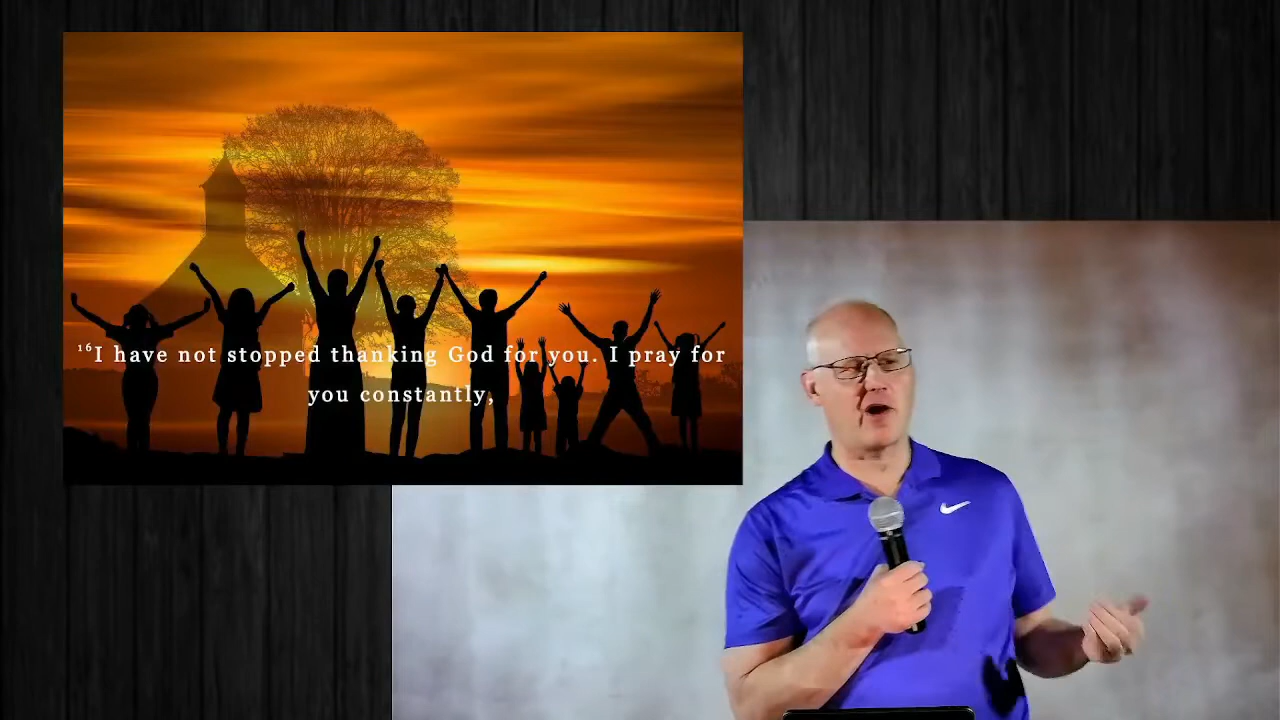 ¹⁶I have not stopped thanking God for you. I pray for
you constantly,